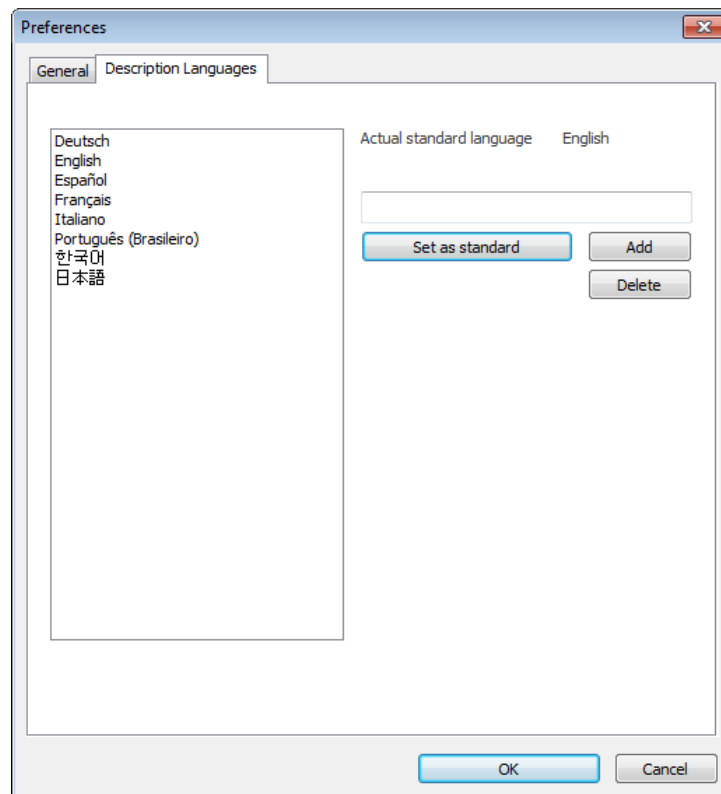 Preferences
General
Description Languages
Deutsch
English
Español
Français
Italiano
Português (Brasileiro)
한국어
日本語
Actual standard language English
Set as standard
Add
Delete
OK
Cancel